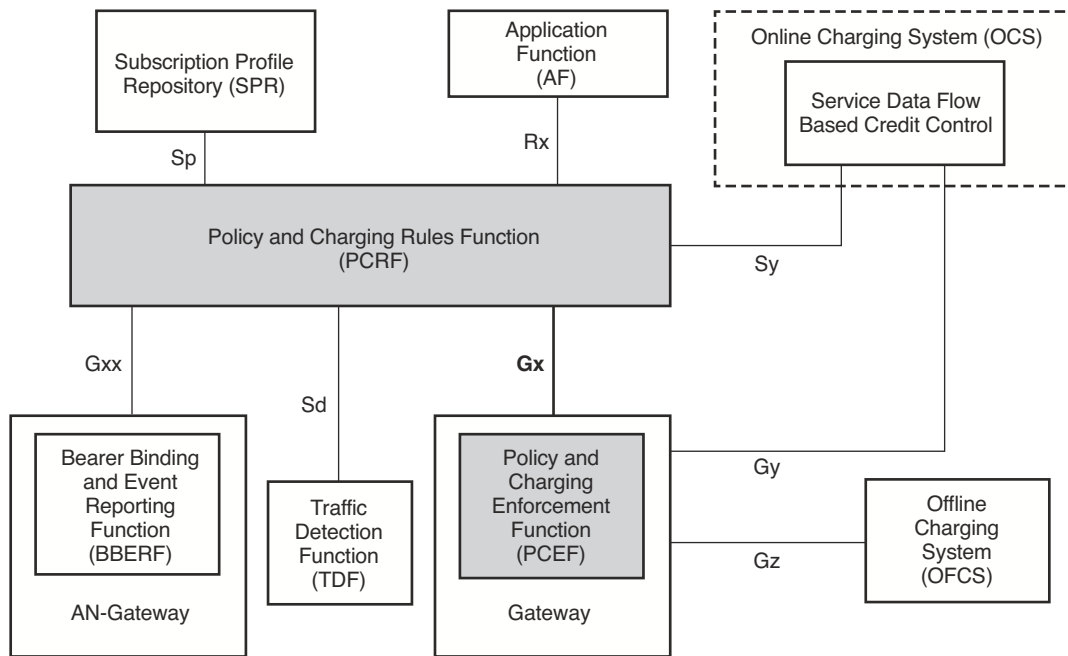 Subscription Profile
Repository (SPR)
Application
Function
(AF)
Online Charging System (OCS)
Service Data Flow
Based Credit Control
Sp
Rx
Policy and Charging Rules Function
(PCRF)
Sy
Gxx
Sd
Gx
Gy
Bearer Binding
and Event
Reporting
Function
(BBERF)
AN-Gateway
Traffic
Detection
Function
(TDF)
Policy and
Charging
Enforcement
Function
(PCEF)
Gateway
Gz
Offline
Charging
System
(OFCS)